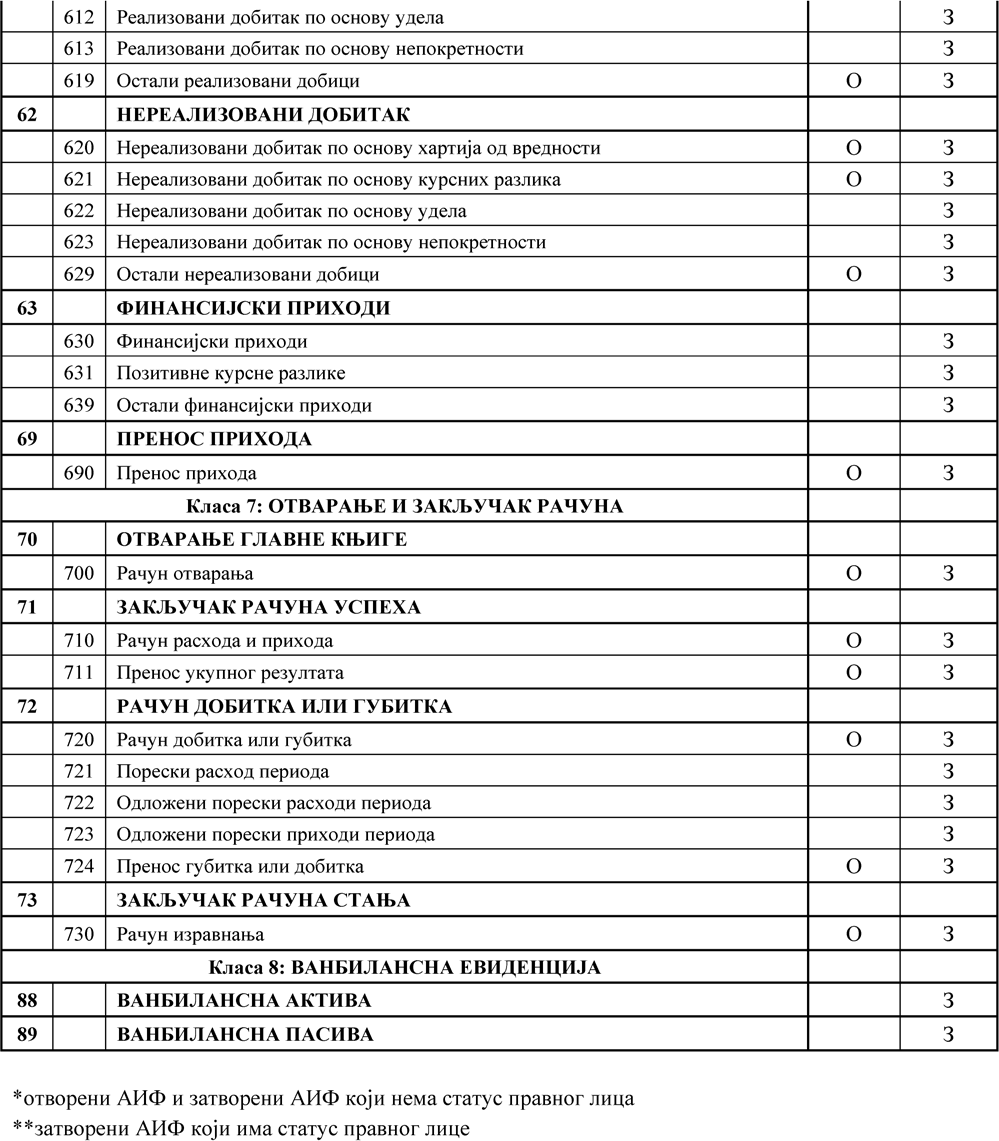 612 Реализовани добитак по основу удела З
613 Реализовани добитак по основу непокретности З
619 Остали реализовани добици О З
62 НЕРЕАЛИЗОВАНИ ДОБИТАК
620 Нереализовани добитак по основу хартија од вредности О З
621 Нереализовани добитак по основу курсних разлика О З
622 Нереализовани добитак по основу удела З
623 Нереализовани добитак по основу непокретности З
629 Остали нереализовани добици О З
63 ФИНАНСИЈСКИ ПРИХОДИ
630 Финансијски приходи З
631 Позитивне курсне разлике З
639 Остали финансијски приходи З
69 ПРЕНОС ПРИХОДА
690 Пренос прихода О З
Класа 7: ОТВАРАЊЕ И ЗАКЉУЧАК РАЧУНА
70 ОТВАРАЊЕ ГЛАВНЕ КЊИГЕ
700 Рачун отварања О З
71 ЗАКЉУЧАК РАЧУНА УСПЕХА
710 Рачун расхода и прихода О З
711 Пренос укупног резултата О З
72 РАЧУН ДОБИТКА ИЛИ ГУБИТКА
720 Рачун добитка или губитка О З
721 Порески расход периода З
722 Одложени порески расходи периода З
723 Одложени порески приходи периода З
724 Пренос губитка или добитка О З
73 ЗАКЉУЧАК РАЧУНА СТАЊА
730 Рачун изравнања О З
Класа 8: ВАНБИЛАНСНА ЕВИДЕНЦИЈА
88 ВАНБИЛАНСНА АКТИВА З
89 ВАНБИЛАНСНА ПАСИВА З
*отворени АИФ и затворени АИФ који нема статус правног лица
**затворени АИФ који има статус правног лице